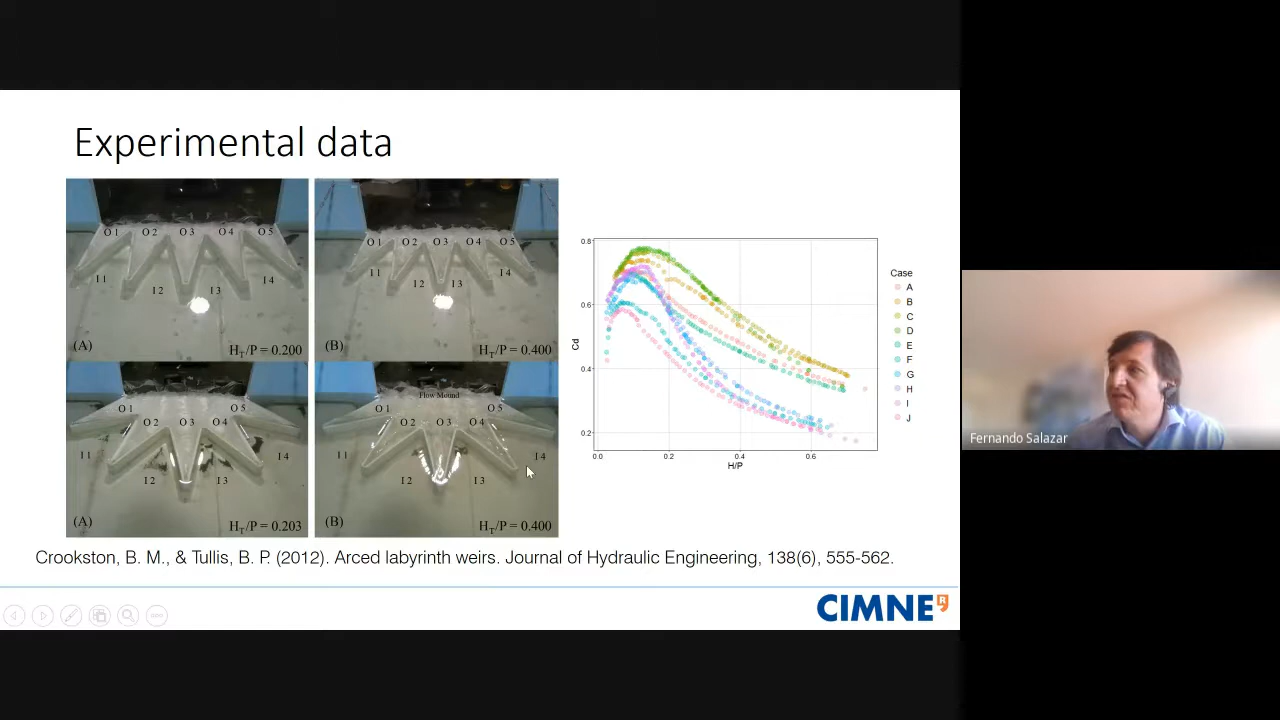 Experimental data
O 1 O 2 O 3 O 4 O 5
I 1 I 2 I 3 I 4
(A) H_T/P = 0.200
O 1 O 2 O 3 O 4 O 5
I 1 I 2 I 3 I 4
(B) H_T/P = 0.400
O 1 O 2 O 3 O 4 O 5
I 1 I 2 I 3 I 4
(A) H_T/P = 0.203
Flow Mound
O 1 O 2 O 3 O 4 O 5
I 1 I 2 I 3 I 4
(B) H_T/P = 0.400
0.8
0.6
0.4
0.2
Cd
0.0 0.2 0.4 0.6
H/P
Case
A
B
C
D
E
F
G
H
I
J
Crookston, B. M., & Tullis, B. P. (2012). Arced labyrinth weirs. Journal of Hydraulic Engineering, 138(6), 555-562.
CIMNE R
Fernando Salazar